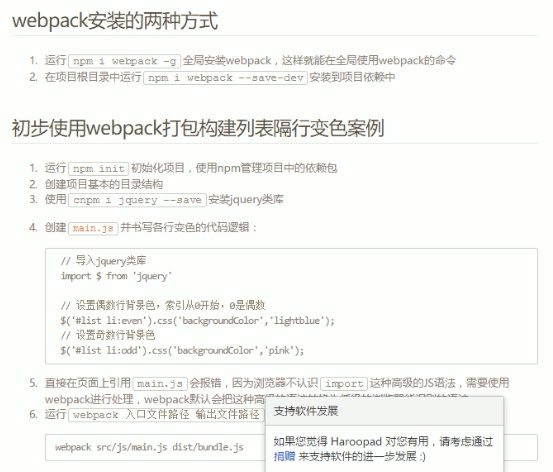 webpack安装的两种方式
1. 运行 npm i webpack -g 全局安装webpack，这样就能在全局使用webpack的命令
2. 在项目根目录中运行 npm i webpack --save-dev 安装到项目依赖中
初步使用webpack打包构建列表隔行变色案例
1. 运行 npm init 初始化项目，使用npm管理项目中的依赖包
2. 创建项目基本的目录结构
3. 使用 cnpm i jquery --save 安装jquery类库
4. 创建 main.js 并书写各行变色的代码逻辑：
// 导入jquery类库
import $ from 'jquery'
// 设置偶数行背景色，索引从0开始，0是偶数
$('#list li:even').css('backgroundColor','lightblue');
// 设置奇数行背景色
$('#list li:odd').css('backgroundColor','pink');
5. 直接在页面上引用 main.js 会报错，因为浏览器不认识 import 这种高级的JS语法，需要使用
webpack进行处理，webpack默认会把这种高级的
6. 运行 webpack 入口文件路径 输出文件路径
webpack src/js/main.js dist/bundle.js
支持软件发展
如果您觉得 Haroopad 对您有用，请考虑通过
捐赠 来支持软件的进一步发展 :)